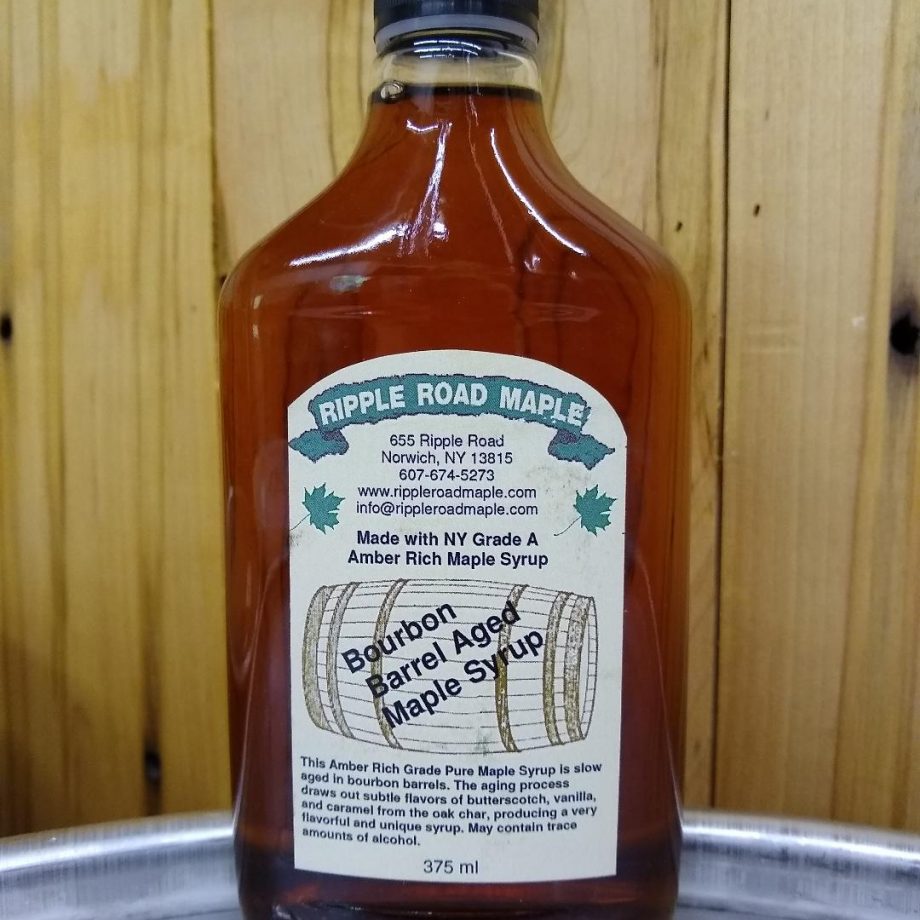 RIPPLE ROAD MAPLE
655 Ripple Road
Norwich, NY 13815
607-674-5273
www.rippleroadmaple.com
info@rippleroadmaple.com
Made with NY Grade A
Amber Rich Maple Syrup
Bourbon
Barrel Aged
Maple Syrup
This Amber Rich Grade Pure Maple Syrup is slow
aged in bourbon barrels. The aging process
draws out subtle flavors of butterscotch, vanilla,
and caramel from the oak char, producing a very
flavorful and unique syrup. May contain trace
amounts of alcohol.
375 ml